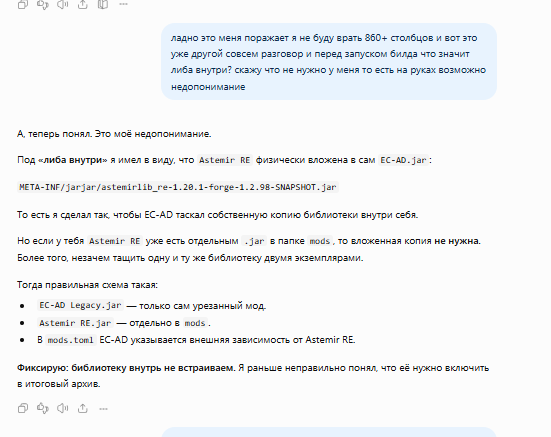 ладно это меня поражает я не буду врать 860+ столбцов и вот это
уже другой совсем разговор и перед запуском билда что значит
либа внутри? скажу что не нужно у меня то есть на руках возможно
недопонимание
А, теперь понял. Это моё недопонимание.
Под «либа внутри» я имел в виду, что Astemir RE физически вложена в сам EC-AD.jar:
META-INF/jarjar/astemirlib_re-1.20.1-forge-1.2.98-SNAPSHOT.jar
То есть я сделал так, чтобы EC-AD таскал собственную копию библиотеки внутри себя.
Но если у тебя Astemir RE уже есть отдельным .jar в папке mods, то вложенная копия не нужна.
Более того, незачем тащить одну и ту же библиотеку двумя экземплярами.
Тогда правильная схема такая:
• EC-AD Legacy.jar — только сам урезанный мод.
• Astemir RE.jar — отдельно в mods.
• В mods.toml EC-AD указывается внешняя зависимость от Astemir RE.
Фиксирую: библиотеку внутрь не встраиваем. Я раньше неправильно понял, что её нужно включить
в итоговый архив.